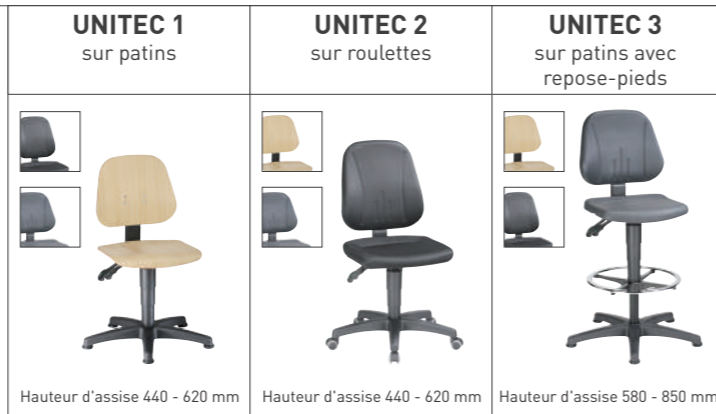 UNITEC 1
sur patins
UNITEC 2
sur roulettes
UNITEC 3
sur patins avec
repose-pieds
Hauteur d'assise 440 - 620 mm
Hauteur d'assise 440 - 620 mm
Hauteur d'assise 580 - 850 mm